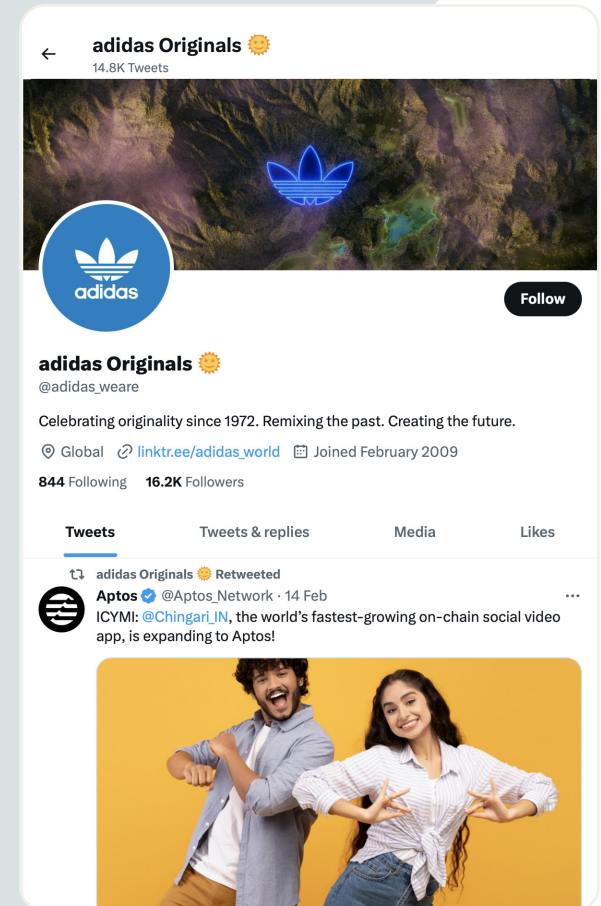 adidas Originals 🌞
14.8K Tweets
adidas
Follow
adidas Originals 🌞
@adidas_weare
Celebrating originality since 1972. Remixing the past. Creating the future.
Global linktr.ee/adidas_world Joined February 2009
844 Following 16.2K Followers
Tweets Tweets & replies Media Likes
adidas Originals 🌞 Retweeted
Aptos @Aptos_Network · 14 Feb
ICYMI: @Chingari_IN, the world’s fastest-growing on-chain social video
app, is expanding to Aptos!